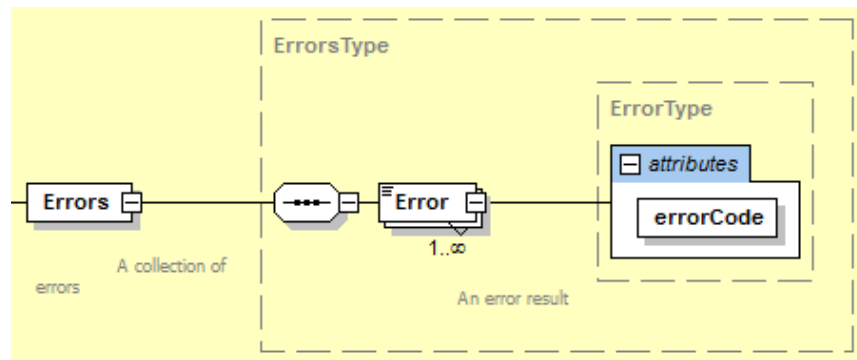 ErrorsType
ErrorType
attributes
Errors
Error
errorCode
1..∞
A collection of
errors
An error result